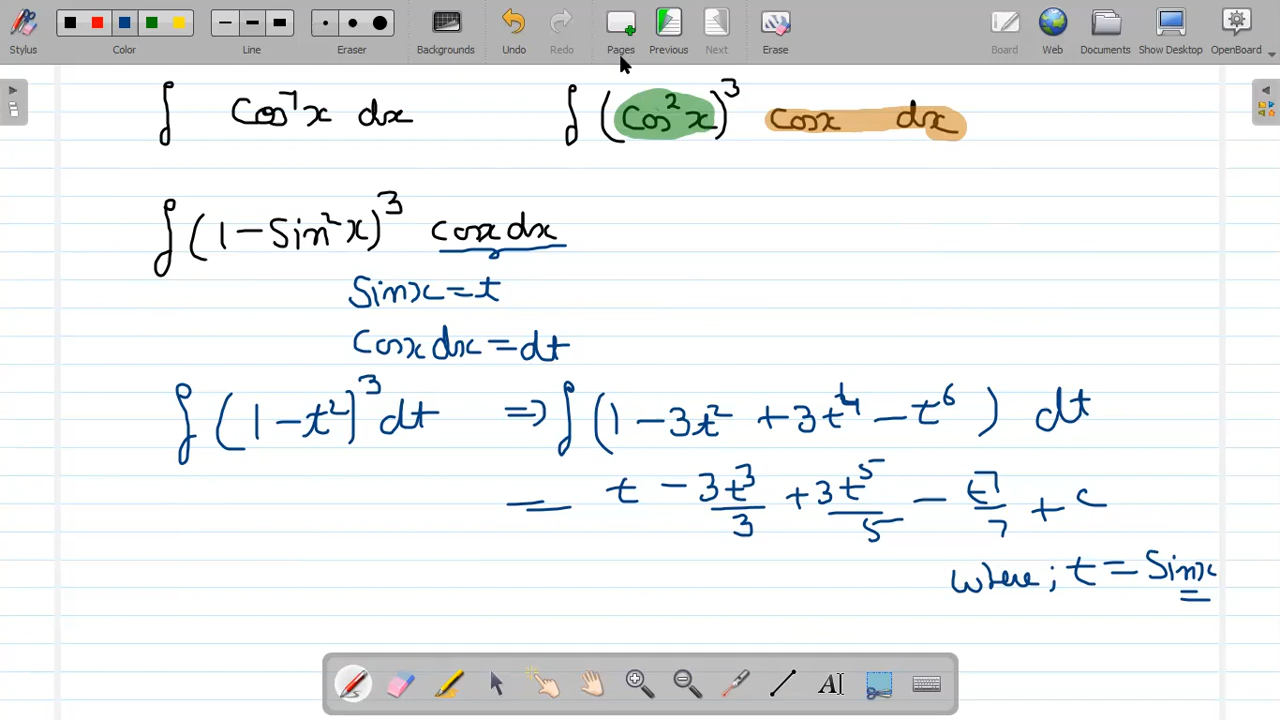 Stylus Color Line Eraser Backgrounds Undo Redo Pages Previous Next Erase Board Web Documents Show Desktop OpenBoard
∫ Cos⁷x dx ∫ (Cos²x)³ cosx dx
∫ (1 − Sin²x)³ cosx dx
Sinx = t
Cosx dx = dt
∫ (1 − t²)³ dt ⇒ ∫ (1 − 3t² + 3t⁴ − t⁶) dt
= t − 3t³/3 + 3t⁵/5 − t⁷/7 + c
where; t = Sinx